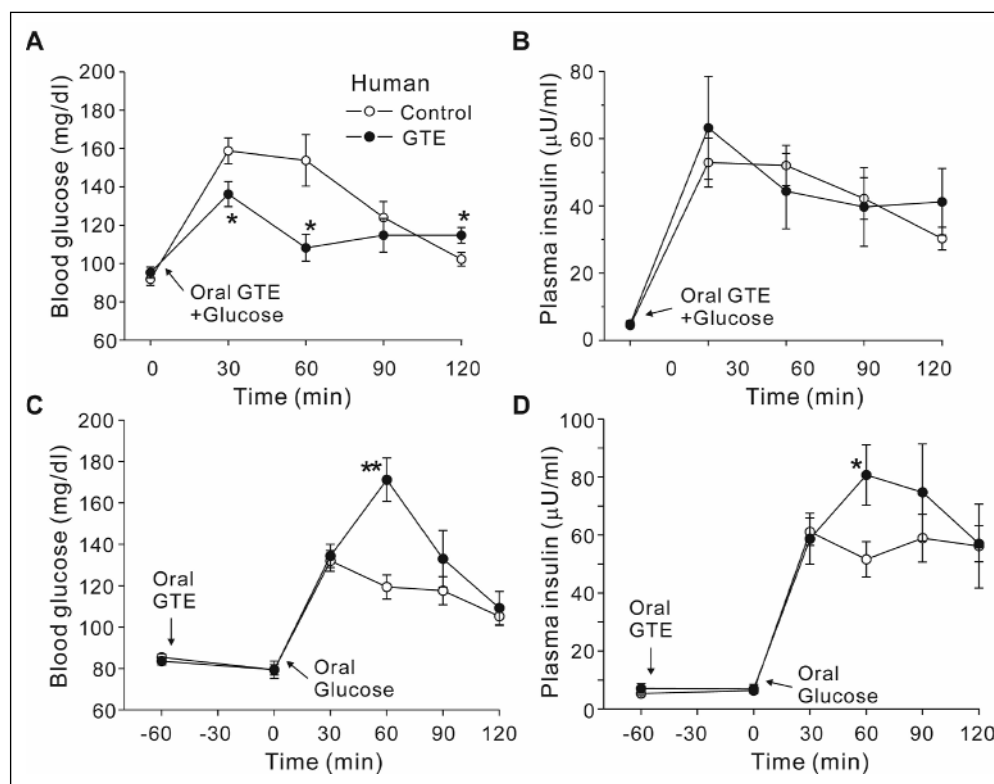 A
Blood glucose (mg/dl)
200
180
160
140
120
100
80
60
Human
Control
GTE
*
*
*
Oral GTE
+Glucose
0 30 60 90 120
Time (min)
B
Plasma insulin (μU/ml)
80
60
40
20
0
Oral GTE
+Glucose
0 30 60 90 120
Time (min)
C
Blood glucose (mg/dl)
200
180
160
140
120
100
80
60
**
Oral
GTE
Oral
Glucose
-60 -30 0 30 60 90 120
Time (min)
D
Plasma insulin (μU/ml)
100
80
60
40
20
0
*
Oral
GTE
Oral
Glucose
-60 -30 0 30 60 90 120
Time (min)